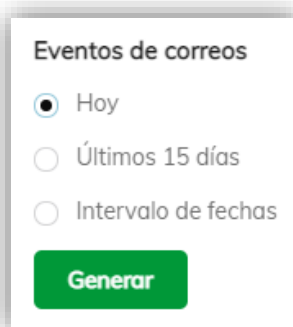 Eventos de correos
Hoy
Últimos 15 días
Intervalo de fechas
Generar